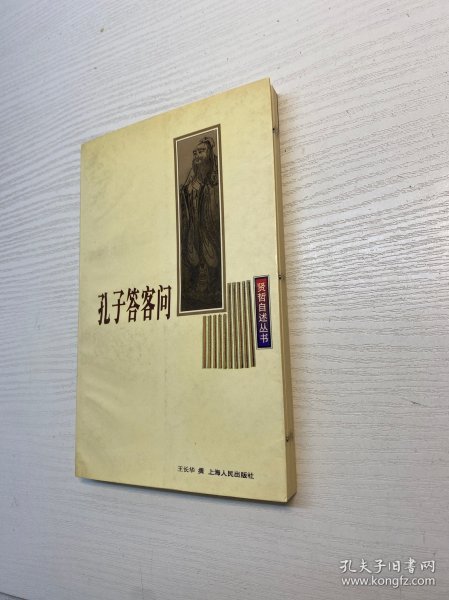 孔子答客问
贤哲自述丛书
王长华 撰 上海人民出版社
孔夫子旧书网
www.kongfz.com